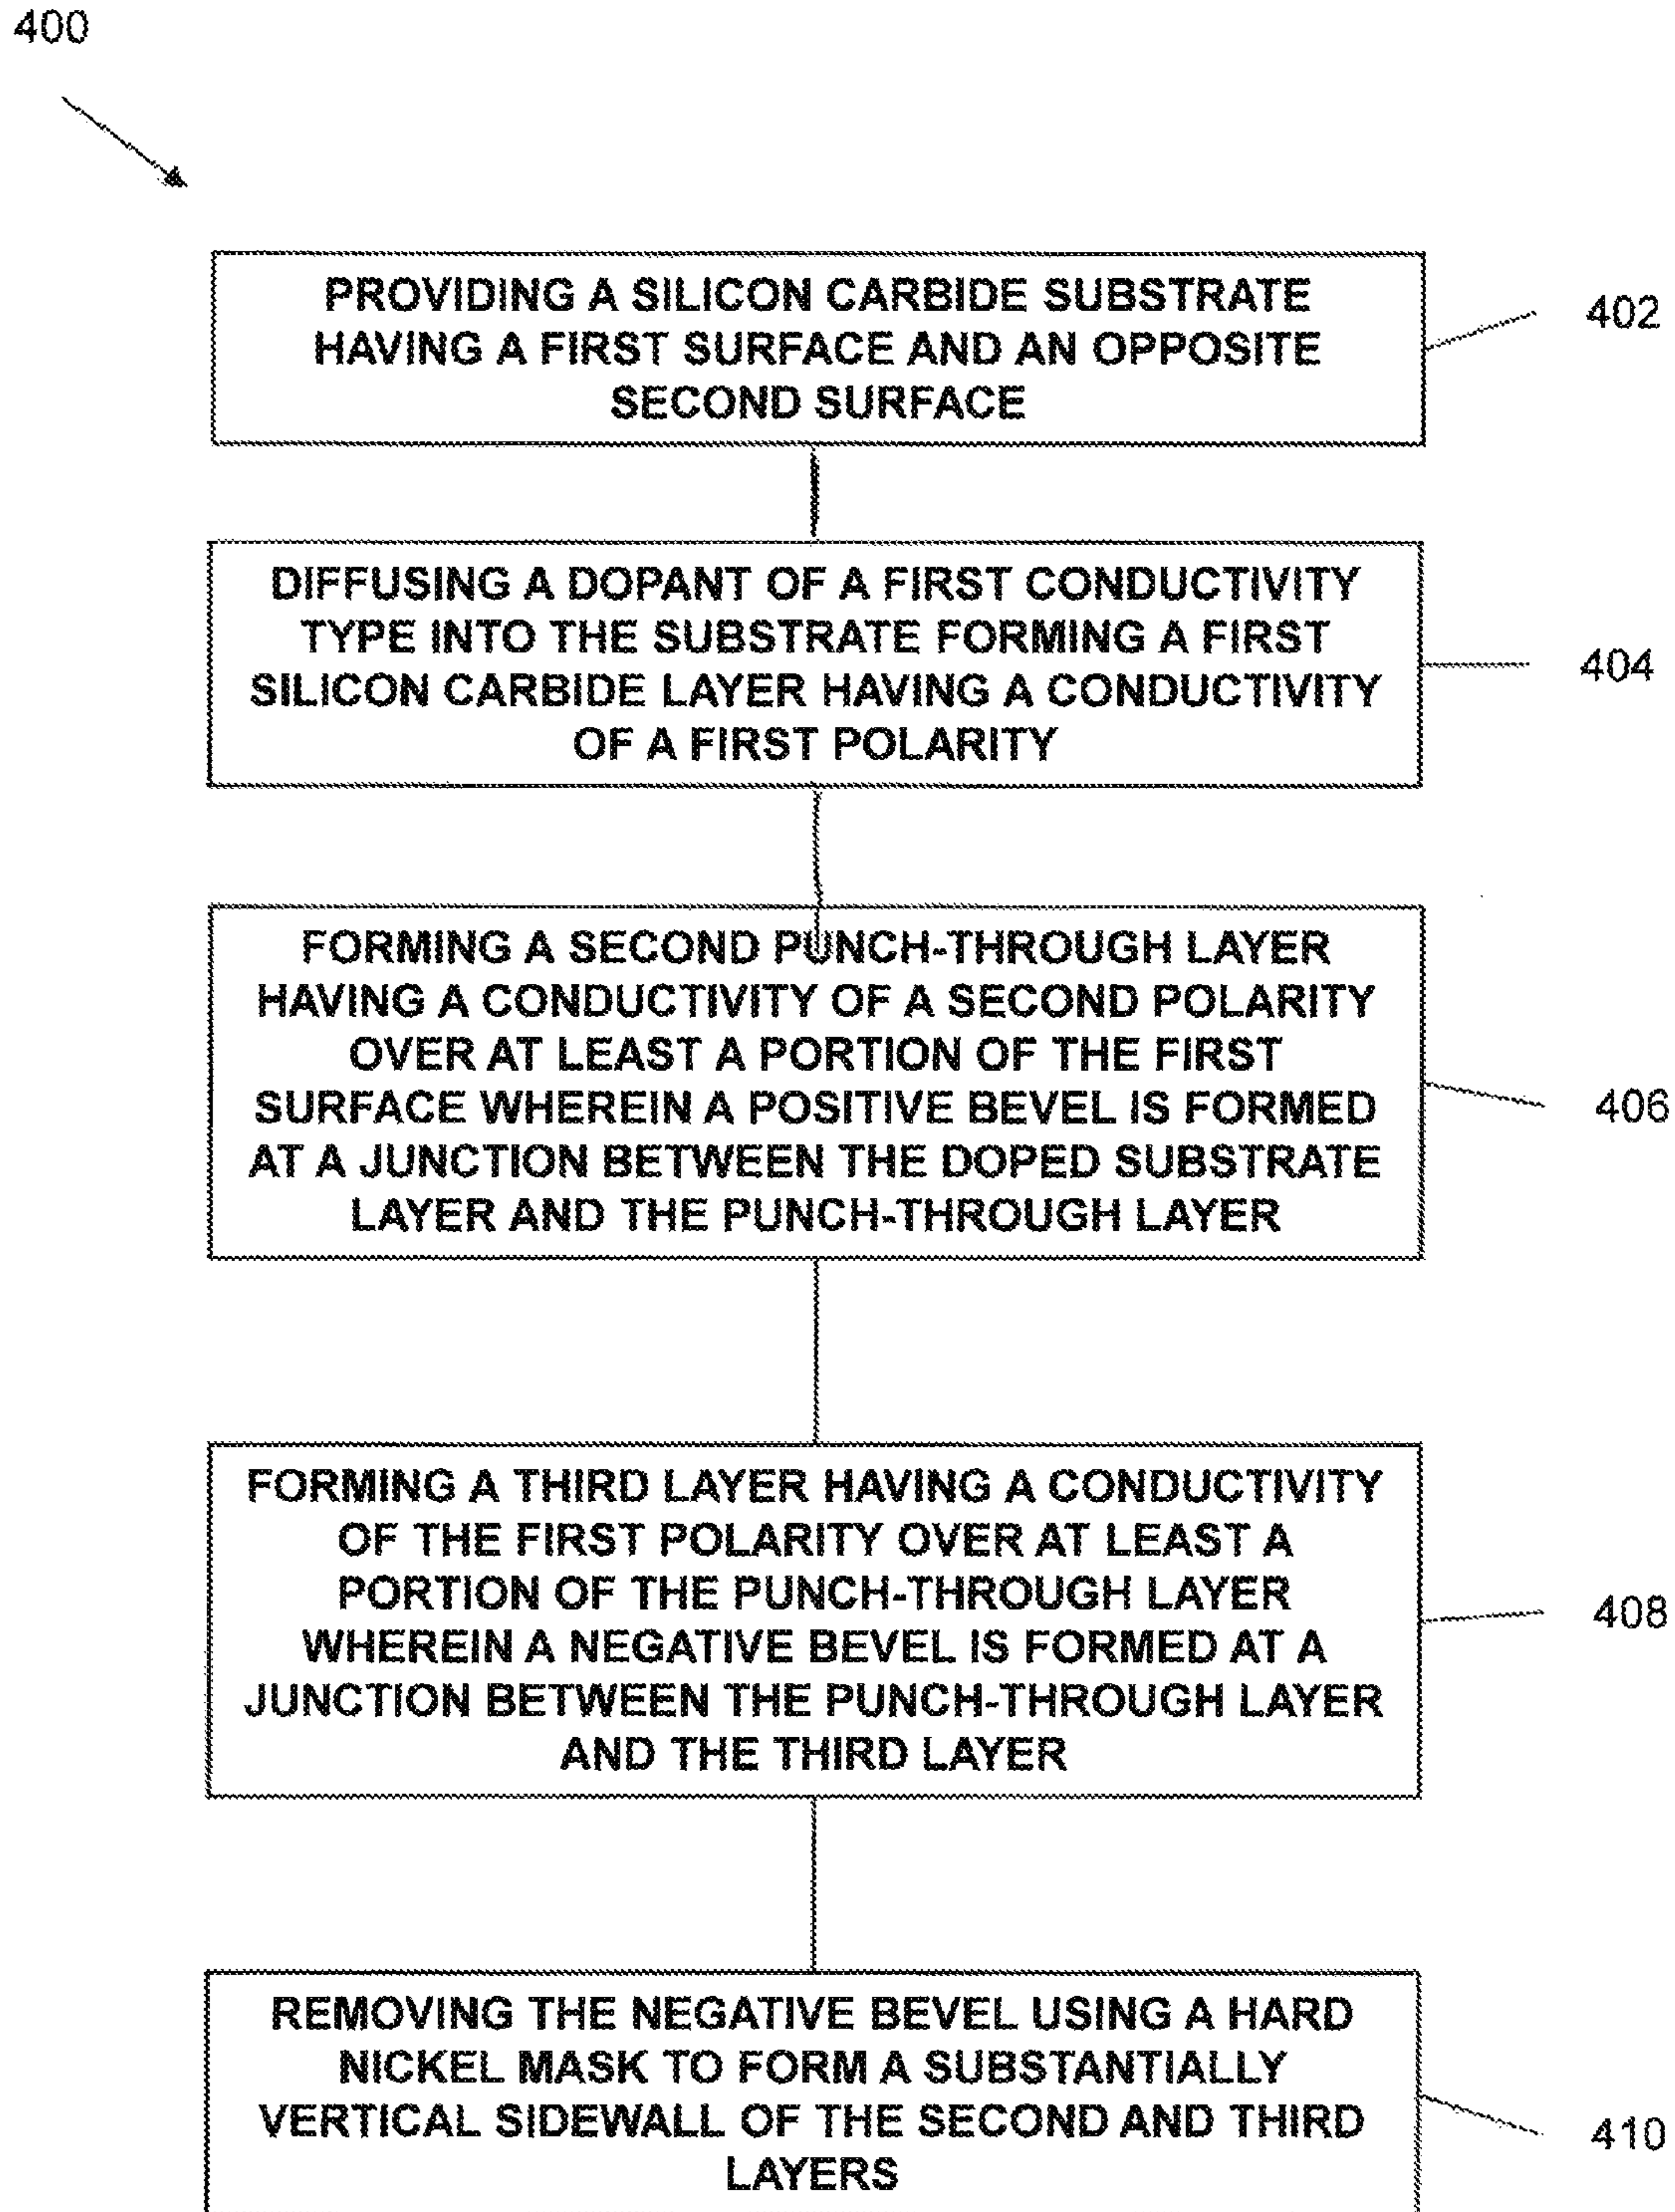 400
PROVIDING A SILICON CARBIDE SUBSTRATE
HAVING A FIRST SURFACE AND AN OPPOSITE
SECOND SURFACE
402
DIFFUSING A DOPANT OF A FIRST CONDUCTIVITY
TYPE INTO THE SUBSTRATE FORMING A FIRST
SILICON CARBIDE LAYER HAVING A CONDUCTIVITY
OF A FIRST POLARITY
404
FORMING A SECOND PUNCH-THROUGH LAYER
HAVING A CONDUCTIVITY OF A SECOND POLARITY
OVER AT LEAST A PORTION OF THE FIRST
SURFACE WHEREIN A POSITIVE BEVEL IS FORMED
AT A JUNCTION BETWEEN THE DOPED SUBSTRATE
LAYER AND THE PUNCH-THROUGH LAYER
406
FORMING A THIRD LAYER HAVING A CONDUCTIVITY
OF THE FIRST POLARITY OVER AT LEAST A
PORTION OF THE PUNCH-THROUGH LAYER
WHEREIN A NEGATIVE BEVEL IS FORMED AT A
JUNCTION BETWEEN THE PUNCH-THROUGH LAYER
AND THE THIRD LAYER
408
REMOVING THE NEGATIVE BEVEL USING A HARD
NICKEL MASK TO FORM A SUBSTANTIALLY
VERTICAL SIDEWALL OF THE SECOND AND THIRD
LAYERS
410